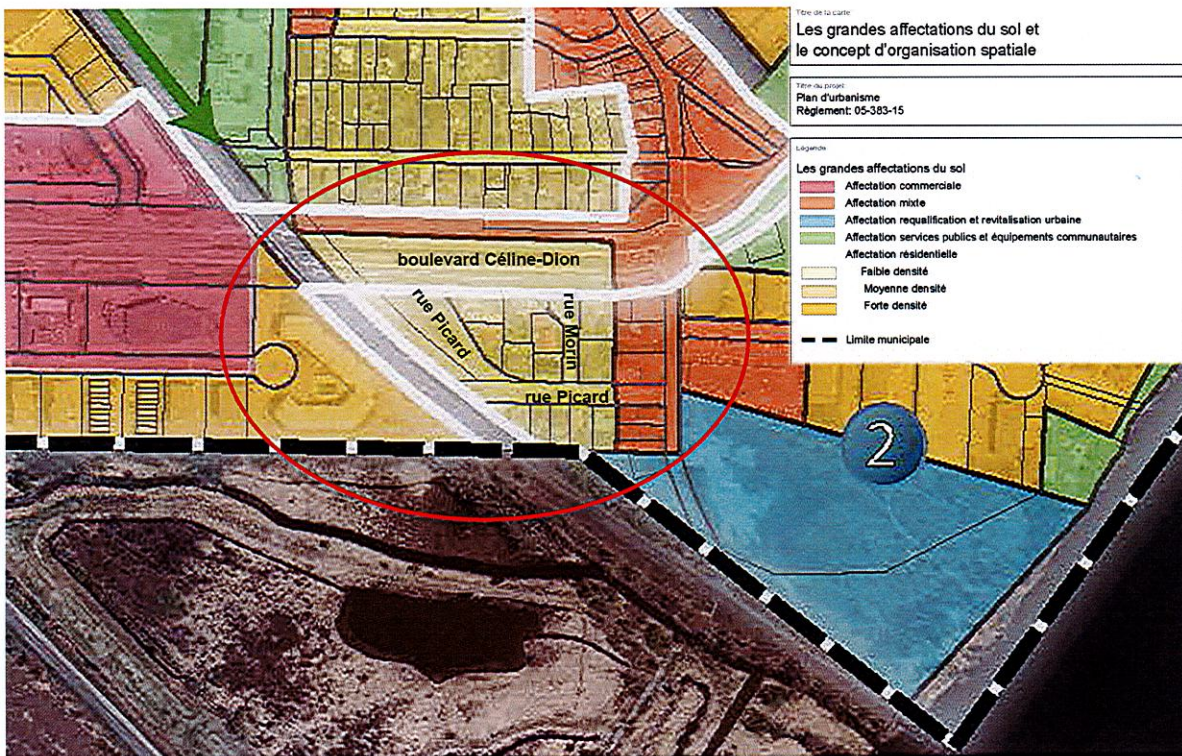 Titre de la carte
Les grandes affectations du sol et
le concept d'organisation spatiale
Titre du projet
Plan d'urbanisme
Règlement: 05-383-15
Légende
Les grandes affectations du sol
Affectation commerciale
Affectation mixte
Affectation requalification et revitalisation urbaine
Affectation services publics et équipements communautaires
Affectation résidentielle
Faible densité
Moyenne densité
Forte densité
Limite municipale
boulevard Céline-Dion
rue Picard
rue Morin
rue Picard
2